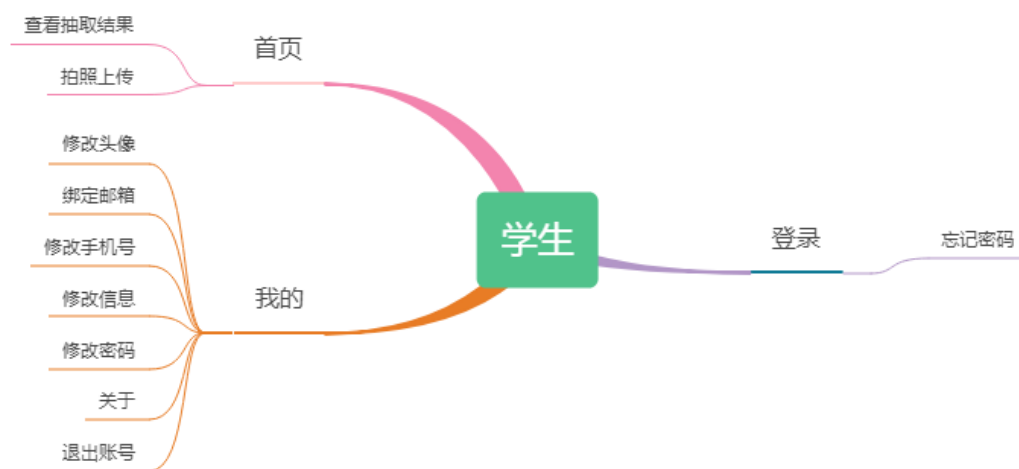 查看抽取结果
首页
拍照上传
修改头像
绑定邮箱
修改手机号
修改信息
我的
修改密码
关于
退出账号
学生
登录
忘记密码